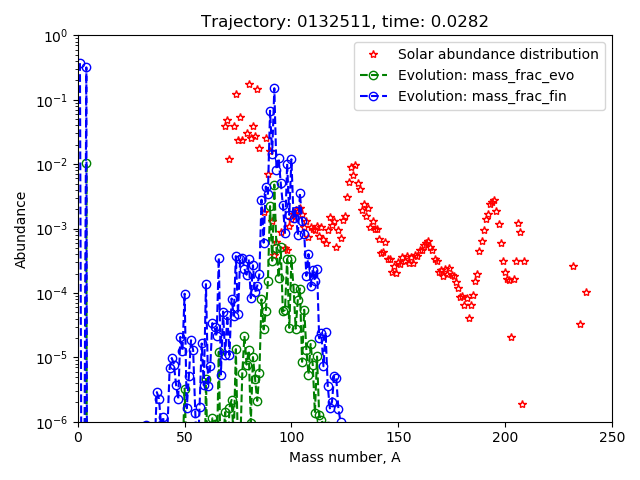 Trajectory: 0132511, time: 0.0282
Solar abundance distribution
Evolution: mass_frac_evo
Evolution: mass_frac_fin
Abundance
10^0
10^-1
10^-2
10^-3
10^-4
10^-5
10^-6
0 50 100 150 200 250
Mass number, A